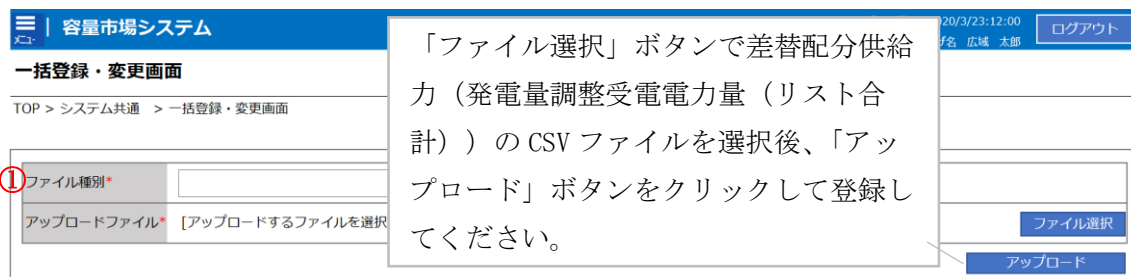 容量市場システム
メニュー
20/3/23:12:00
ザ名 広域 太郎
ログアウト
一括登録・変更画面
TOP > システム共通 > 一括登録・変更画面
「ファイル選択」ボタンで差替配分供給
力（発電量調整受電電力量（リスト合
計））の CSV ファイルを選択後、「アッ
プロード」ボタンをクリックして登録し
てください。
① ファイル種別*
アップロードファイル* [アップロードするファイルを選択
ファイル選択
アップロード